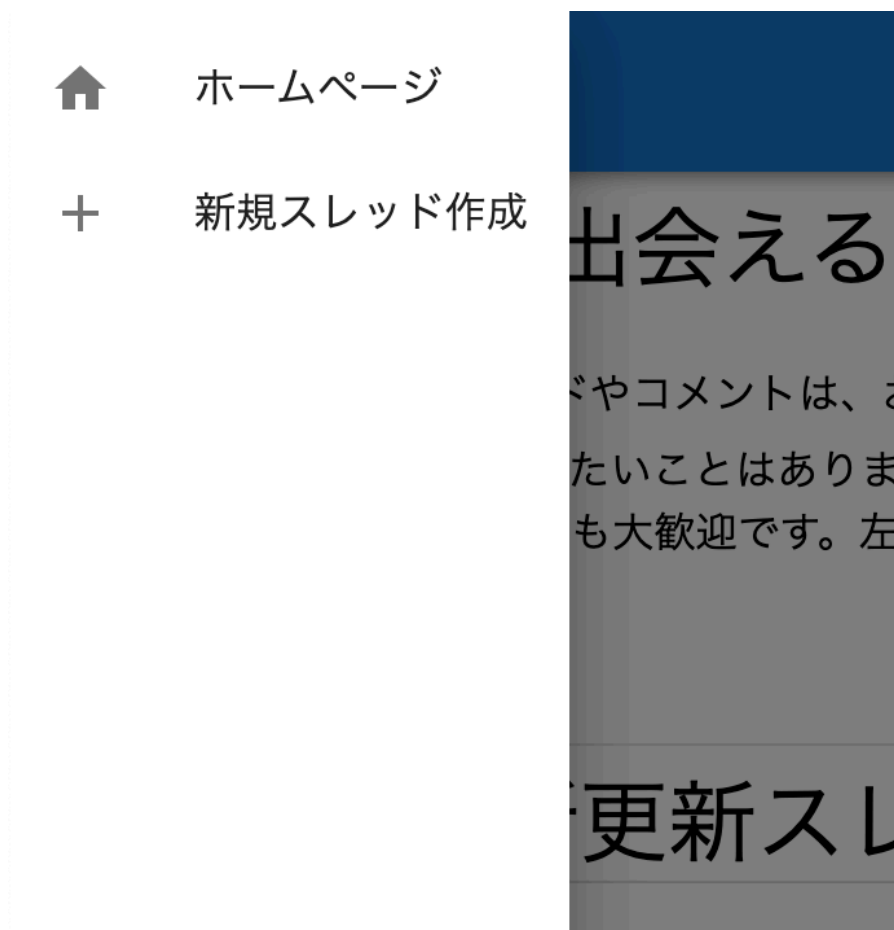 ホームページ
新規スレッド作成
出会える
ドやコメントは、
たいことはありま
も大歓迎です。左
更新スレ